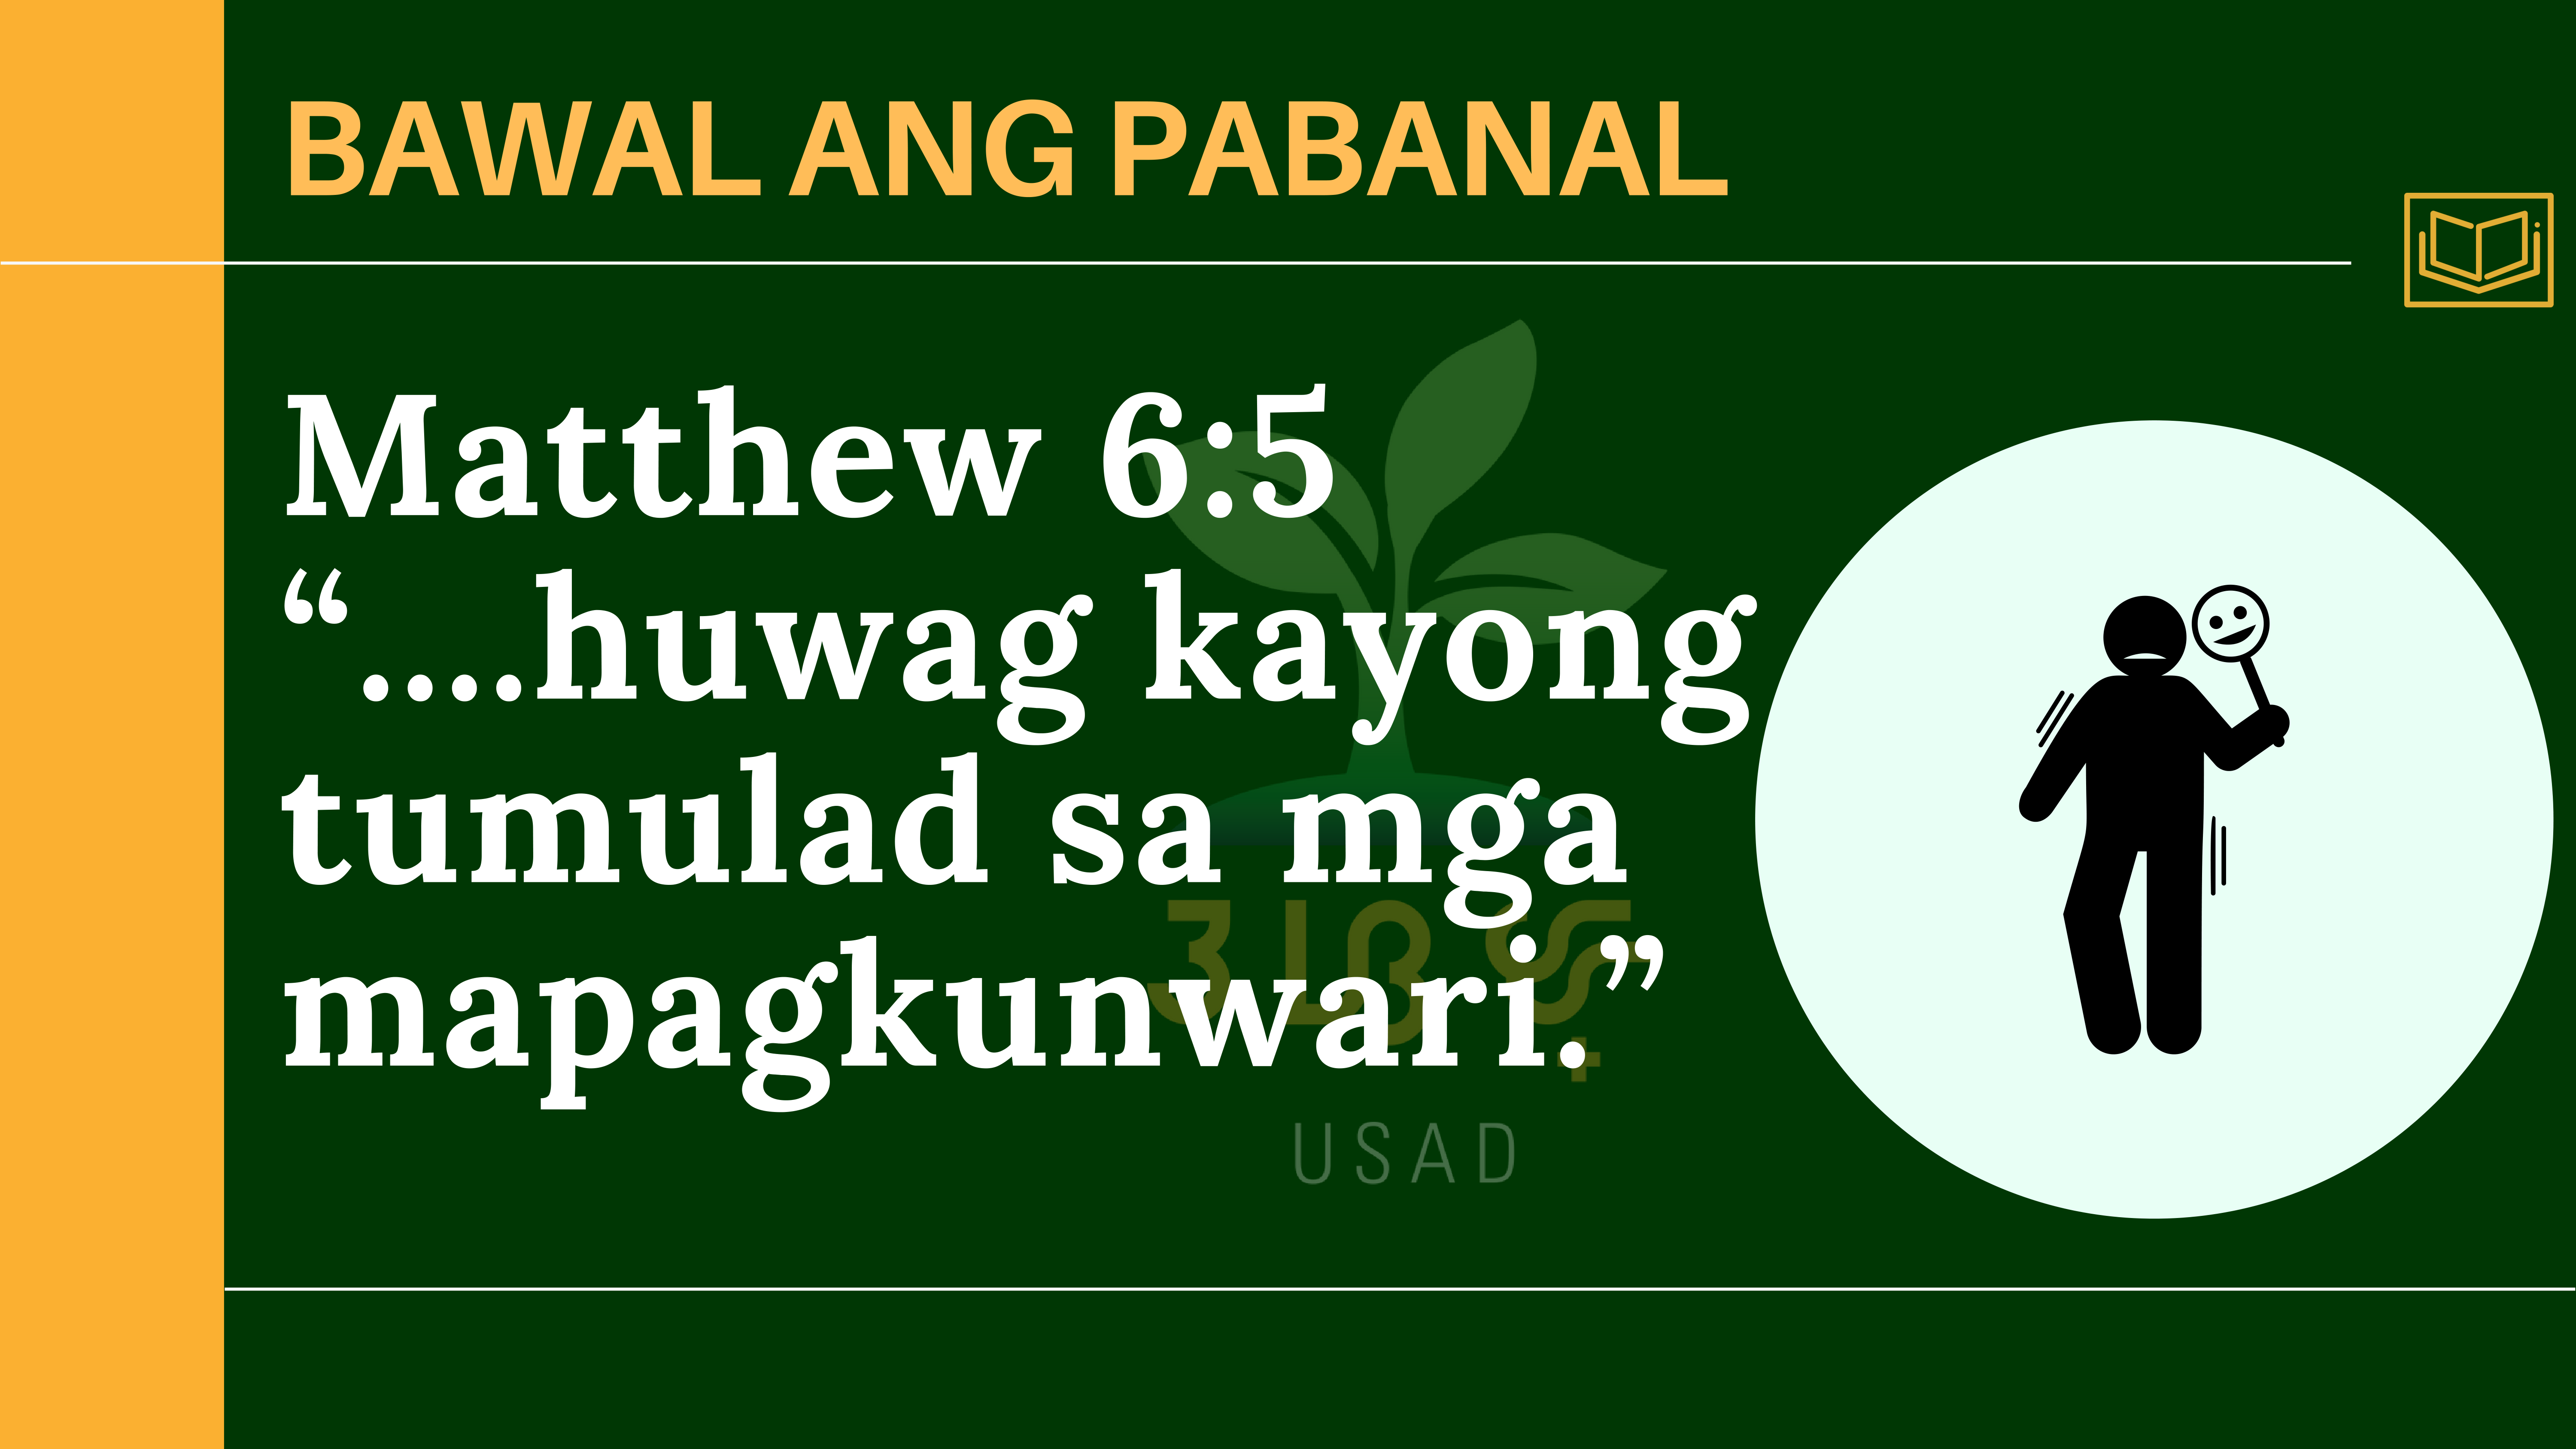 BAWAL ANG PABANAL
Matthew 6:5
“....huwag kayong
tumulad sa mga
mapagkunwari.”
USAD